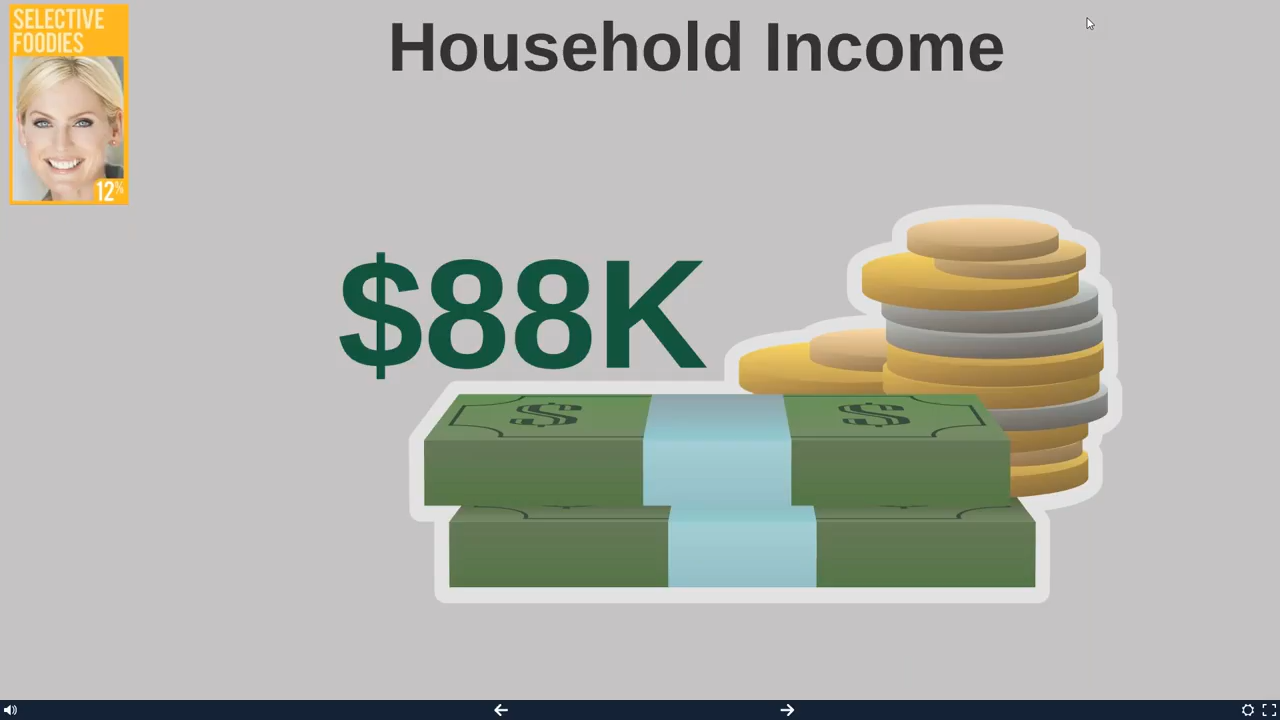 SELECTIVE
FOODIES
12%
Household Income
$88K
$ $